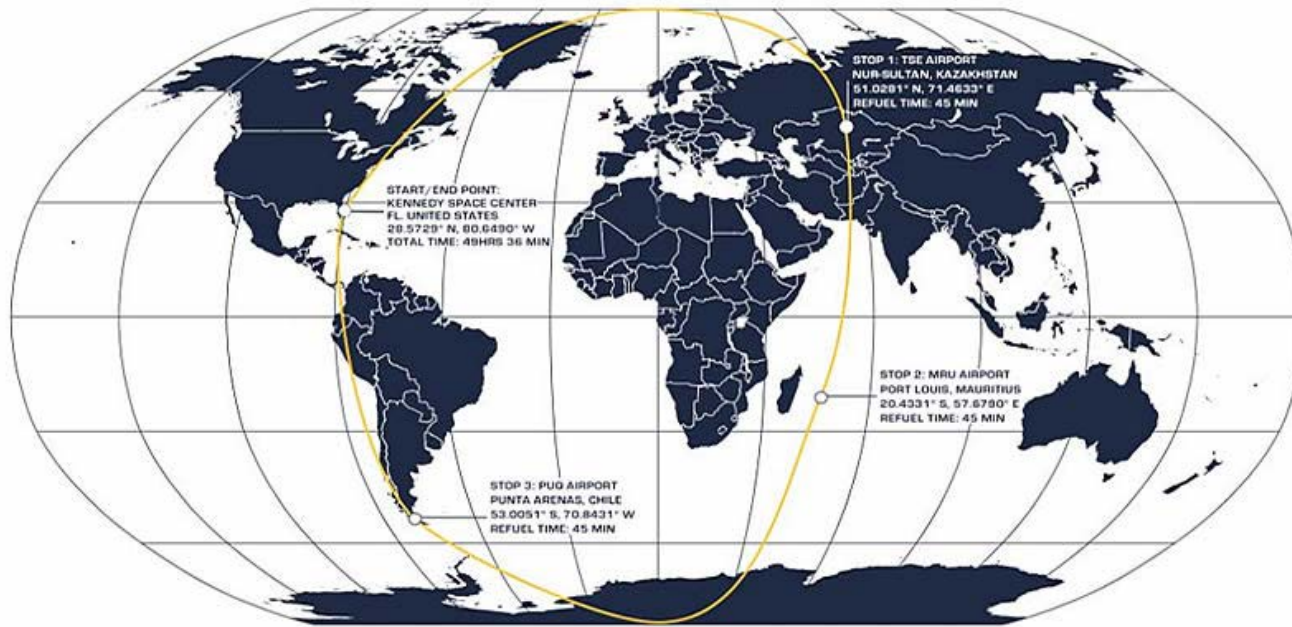 STOP 1: TSE AIRPORT
NUR-SULTAN, KAZAKHSTAN
51.0281° N, 71.4633° E
REFUEL TIME: 45 MIN
START/END POINT:
KENNEDY SPACE CENTER
FL. UNITED STATES
28.5729° N, 80.6490° W
TOTAL TIME: 49HRS 36 MIN
STOP 2: MRU AIRPORT
PORT LOUIS, MAURITIUS
20.4331° S, 57.6790° E
REFUEL TIME: 45 MIN
STOP 3: PUQ AIRPORT
PUNTA ARENAS, CHILE
53.0051° S, 70.8431° W
REFUEL TIME: 45 MIN